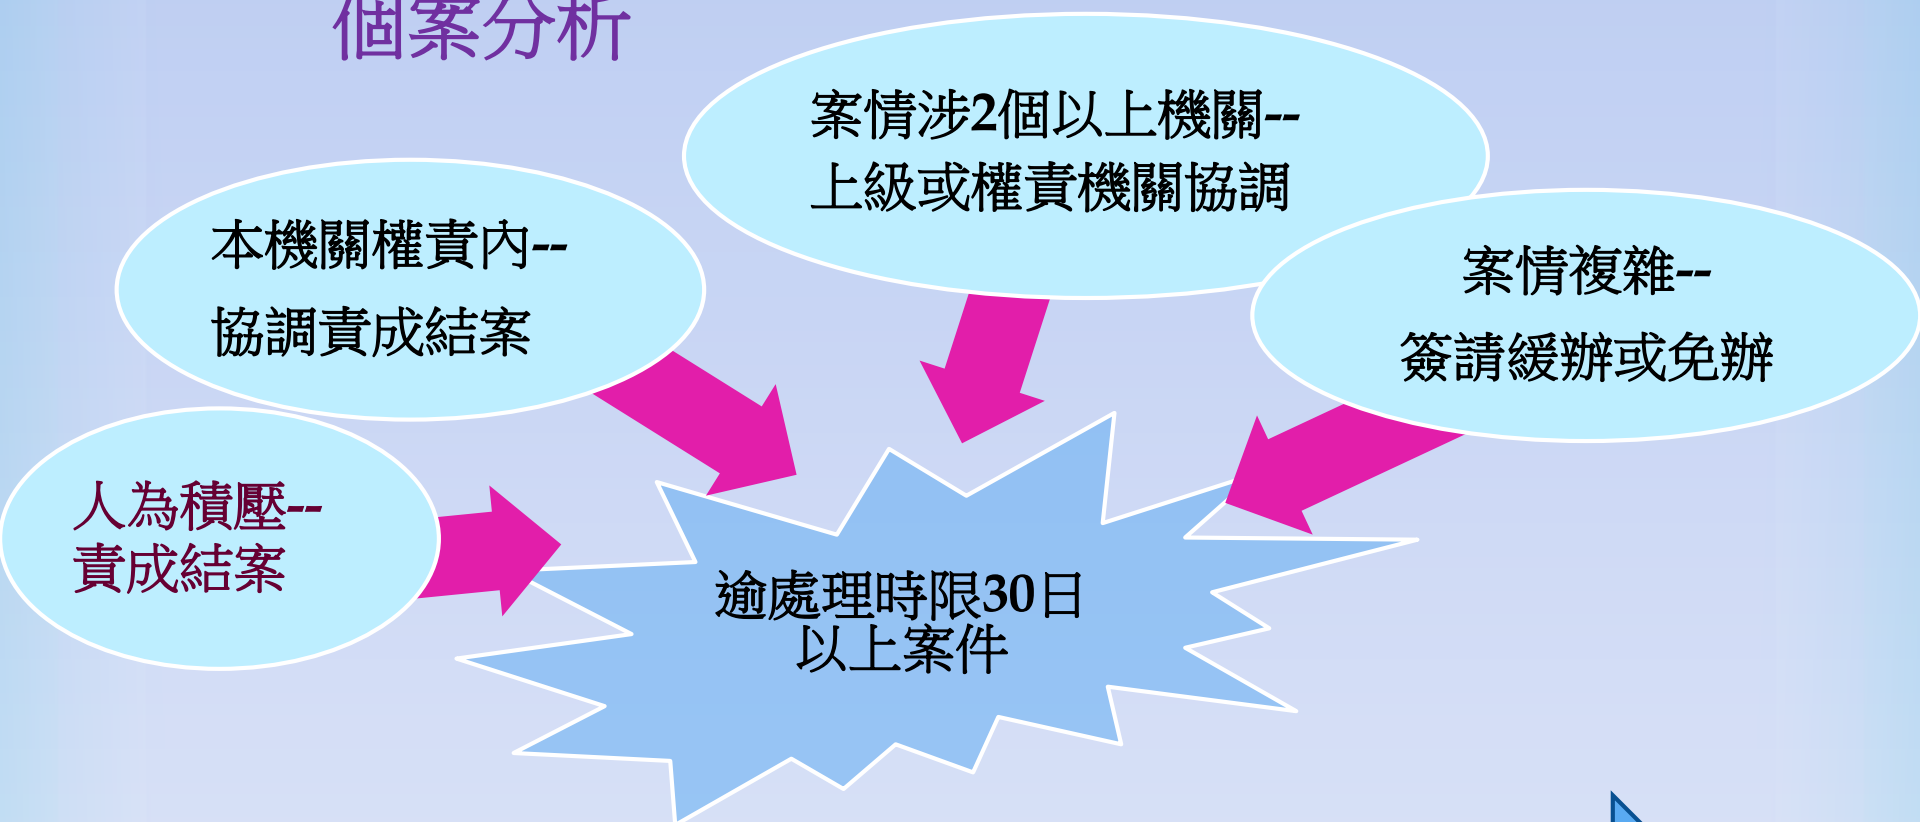 個案分析
案情涉2個以上機關--
上級或權責機關協調
本機關權責內--
協調責成結案
案情複雜--
簽請緩辦或免辦
人為積壓--
責成結案
逾處理時限30日
以上案件